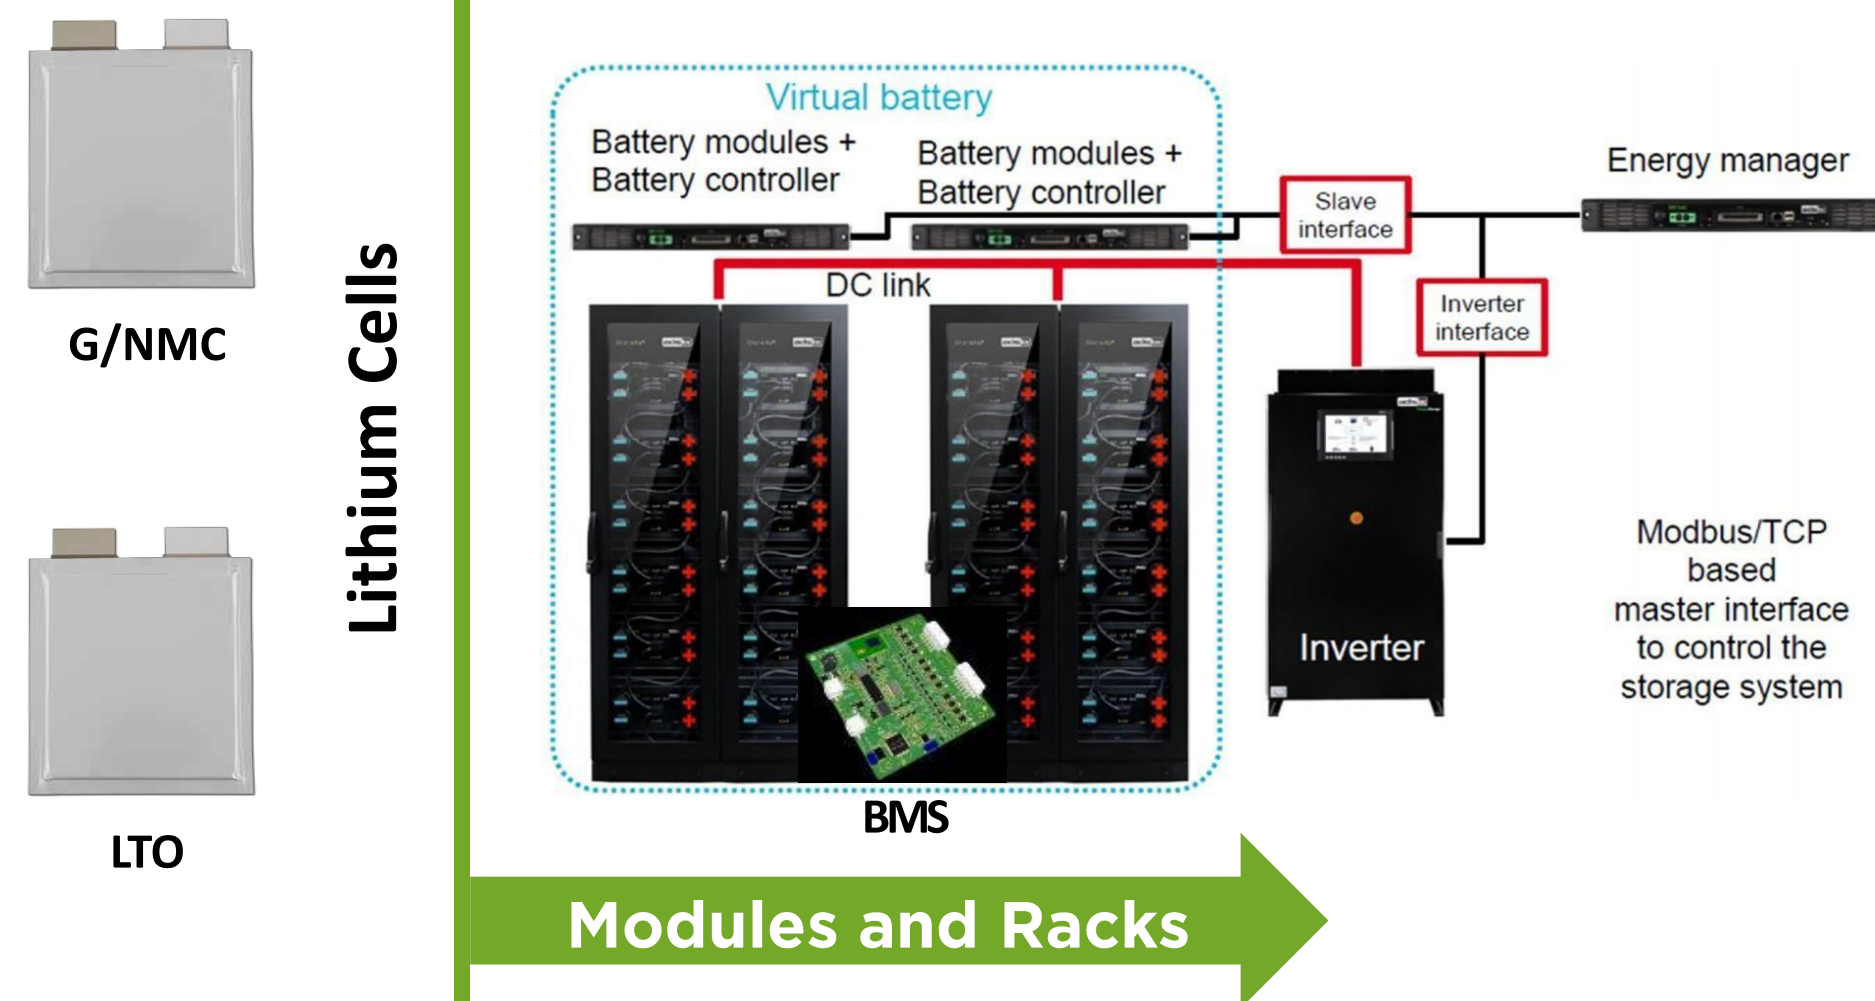 G/NMC
LTO
Lithium Cells
Virtual battery
Battery modules +
Battery controller
Battery modules +
Battery controller
DC link
Slave
interface
Energy manager
Inverter
interface
Inverter
Modbus/TCP
based
master interface
to control the
storage system
BMS
Modules and Racks